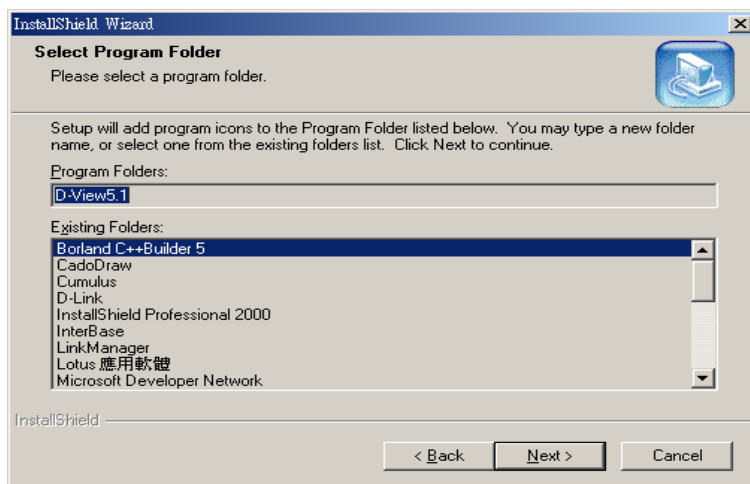 InstallShield Wizard
Select Program Folder
Please select a program folder.
Setup will add program icons to the Program Folder listed below. You may type a new folder
name, or select one from the existing folders list. Click Next to continue.
Program Folders:
D-View5.1
Existing Folders:
Borland C++Builder 5
CadoDraw
Cumulus
D-Link
InstallShield Professional 2000
InterBase
LinkManager
Lotus 應用軟體
Microsoft Developer Network
InstallShield
< Back Next > Cancel